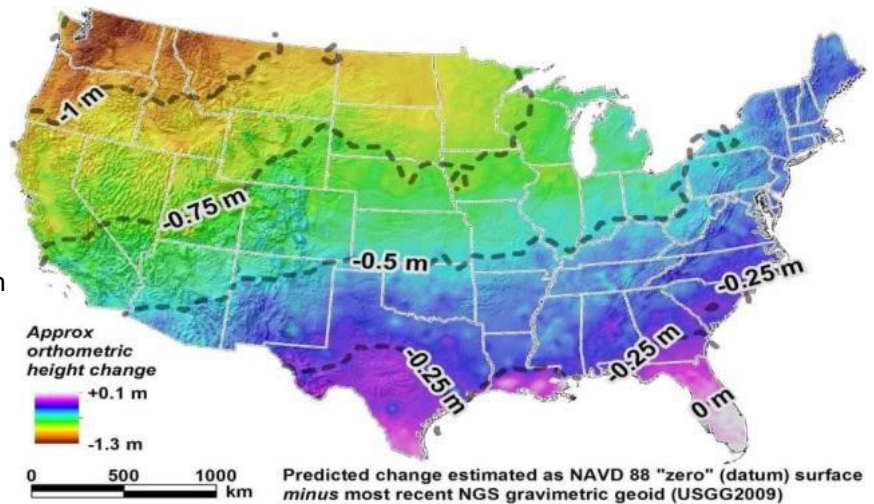 -1 m
-0.75 m
-0.5 m
-0.25 m
-0.25 m
-0.25 m
0 m
Approx
orthometric
height change
+0.1 m
-1.3 m
0 500 1000
km
Predicted change estimated as NAVD 88 "zero" (datum) surface
minus most recent NGS gravimetric geoid (USGG2009)